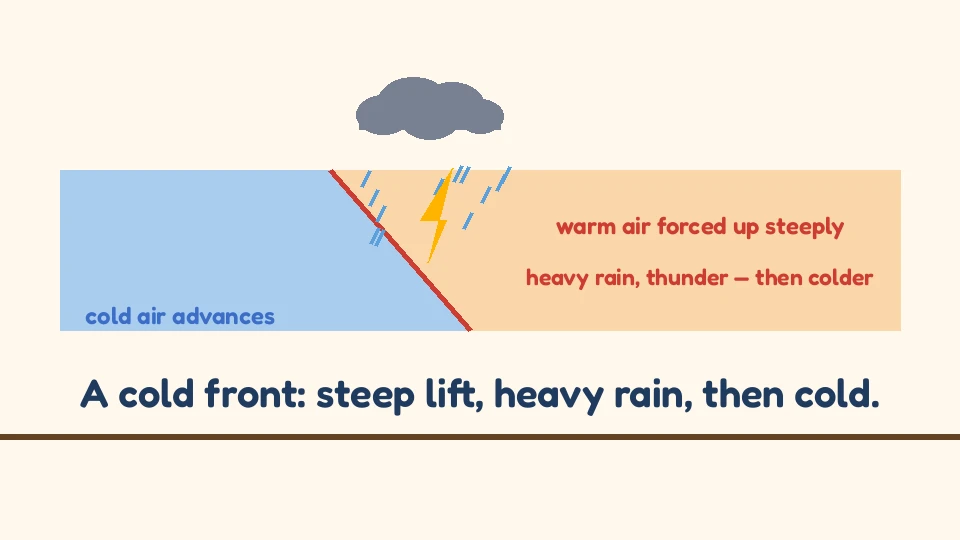 warm air forced up steeply
heavy rain, thunder – then colder
cold air advances
A cold front: steep lift, heavy rain, then cold.